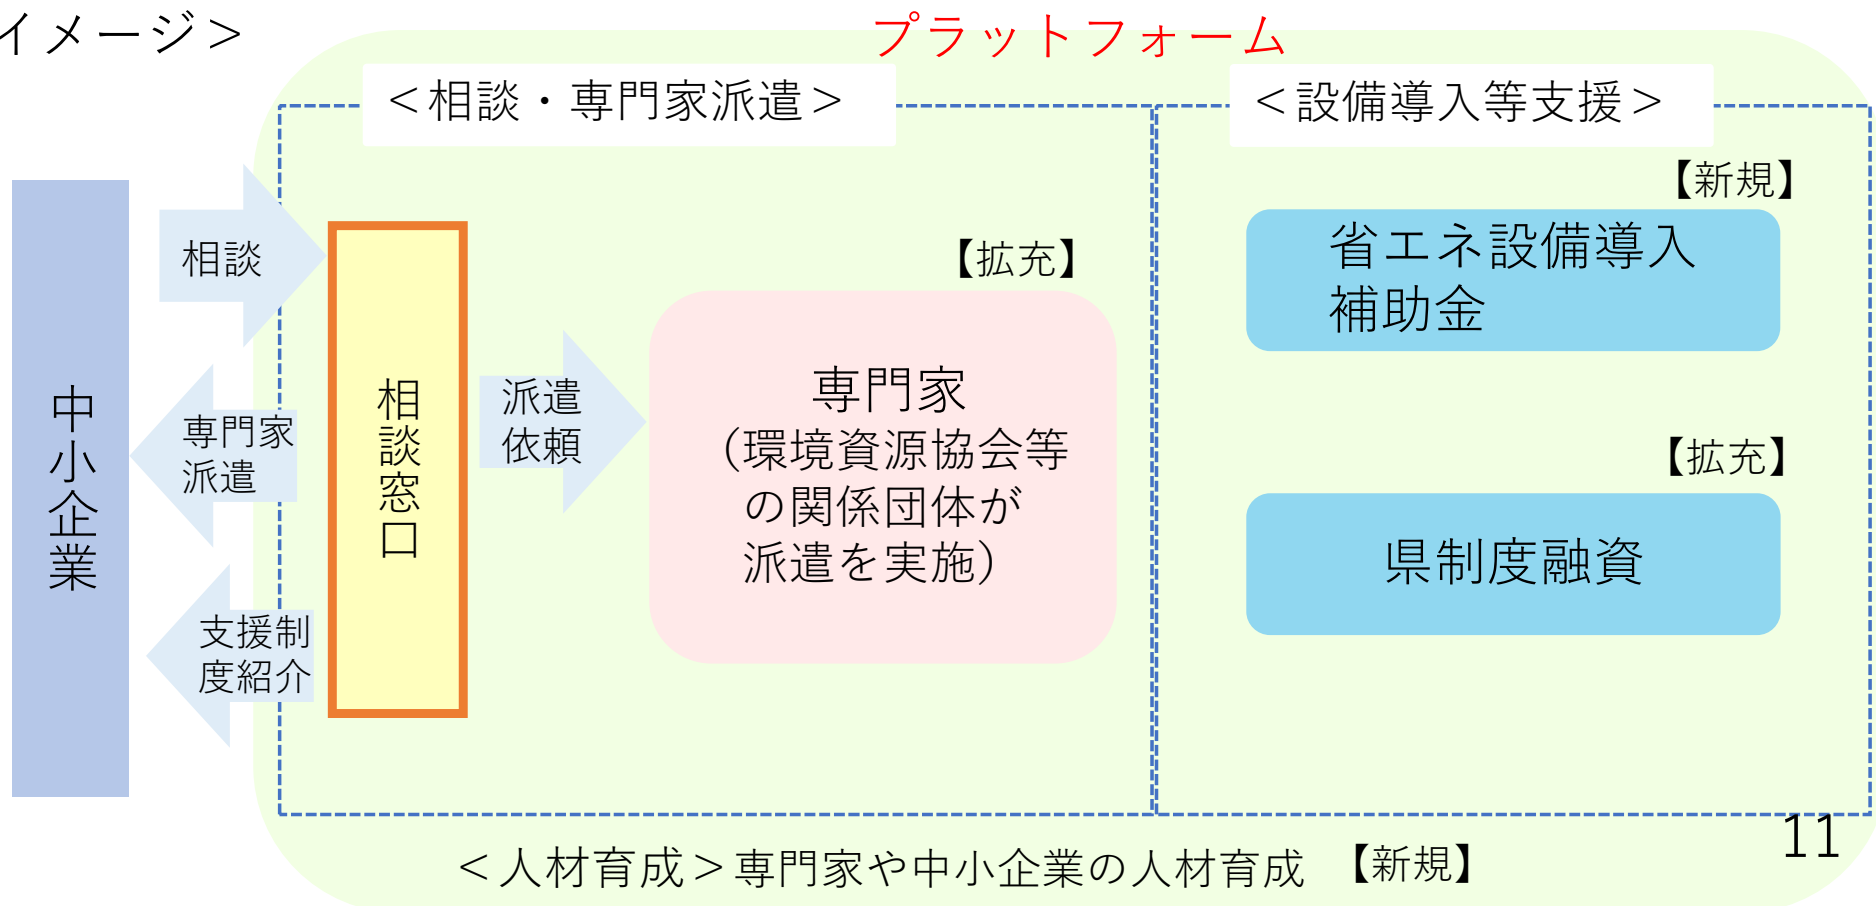 イメージ＞
プラットフォーム
＜相談・専門家派遣＞
＜設備導入等支援＞
【新規】
省エネ設備導入
補助金
相談
【拡充】
中小企業
専門家
派遣
相談窓口
派遣
依頼
専門家
（環境資源協会等
の関係団体が
派遣を実施）
【拡充】
県制度融資
支援制
度紹介
＜人材育成＞専門家や中小企業の人材育成 【新規】
11